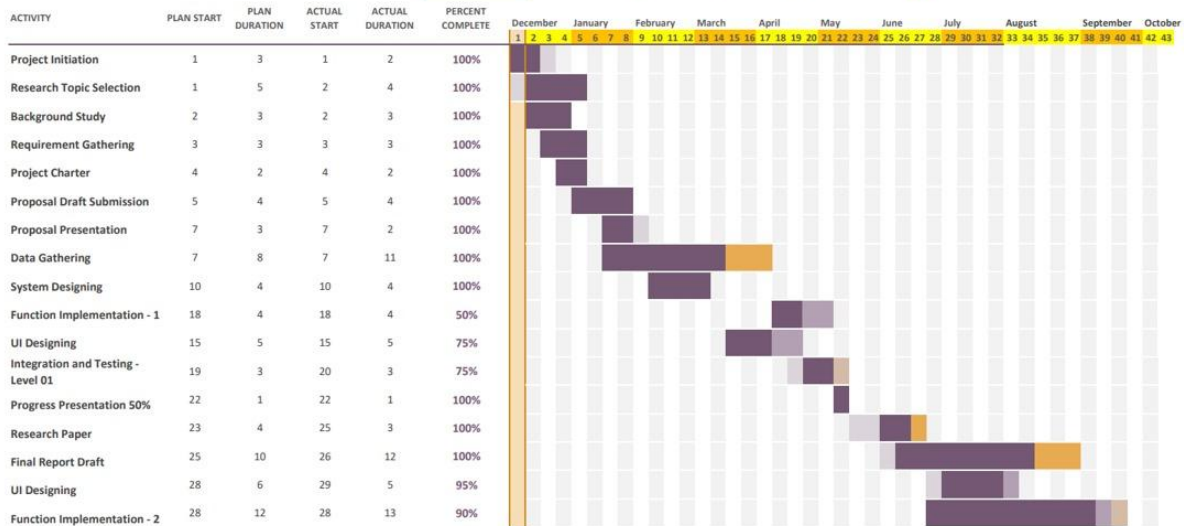 ACTIVITY PLAN START PLAN DURATION ACTUAL START ACTUAL DURATION PERCENT COMPLETE
December January February March April May June July August September October
1 2 3 4 5 6 7 8 9 10 11 12 13 14 15 16 17 18 19 20 21 22 23 24 25 26 27 28 29 30 31 32 33 34 35 36 37 38 39 40 41 42 43
Project Initiation 1 3 1 2 100%
Research Topic Selection 1 5 2 4 100%
Background Study 2 3 2 3 100%
Requirement Gathering 3 3 3 3 100%
Project Charter 4 2 4 2 100%
Proposal Draft Submission 5 4 5 4 100%
Proposal Presentation 7 3 7 2 100%
Data Gathering 7 8 7 11 100%
System Designing 10 4 10 4 100%
Function Implementation - 1 18 4 18 4 50%
UI Designing 15 5 15 5 75%
Integration and Testing -
Level 01 19 3 20 3 75%
Progress Presentation 50% 22 1 22 1 100%
Research Paper 23 4 25 3 100%
Final Report Draft 25 10 26 12 100%
UI Designing 28 6 29 5 95%
Function Implementation - 2 28 12 28 13 90%